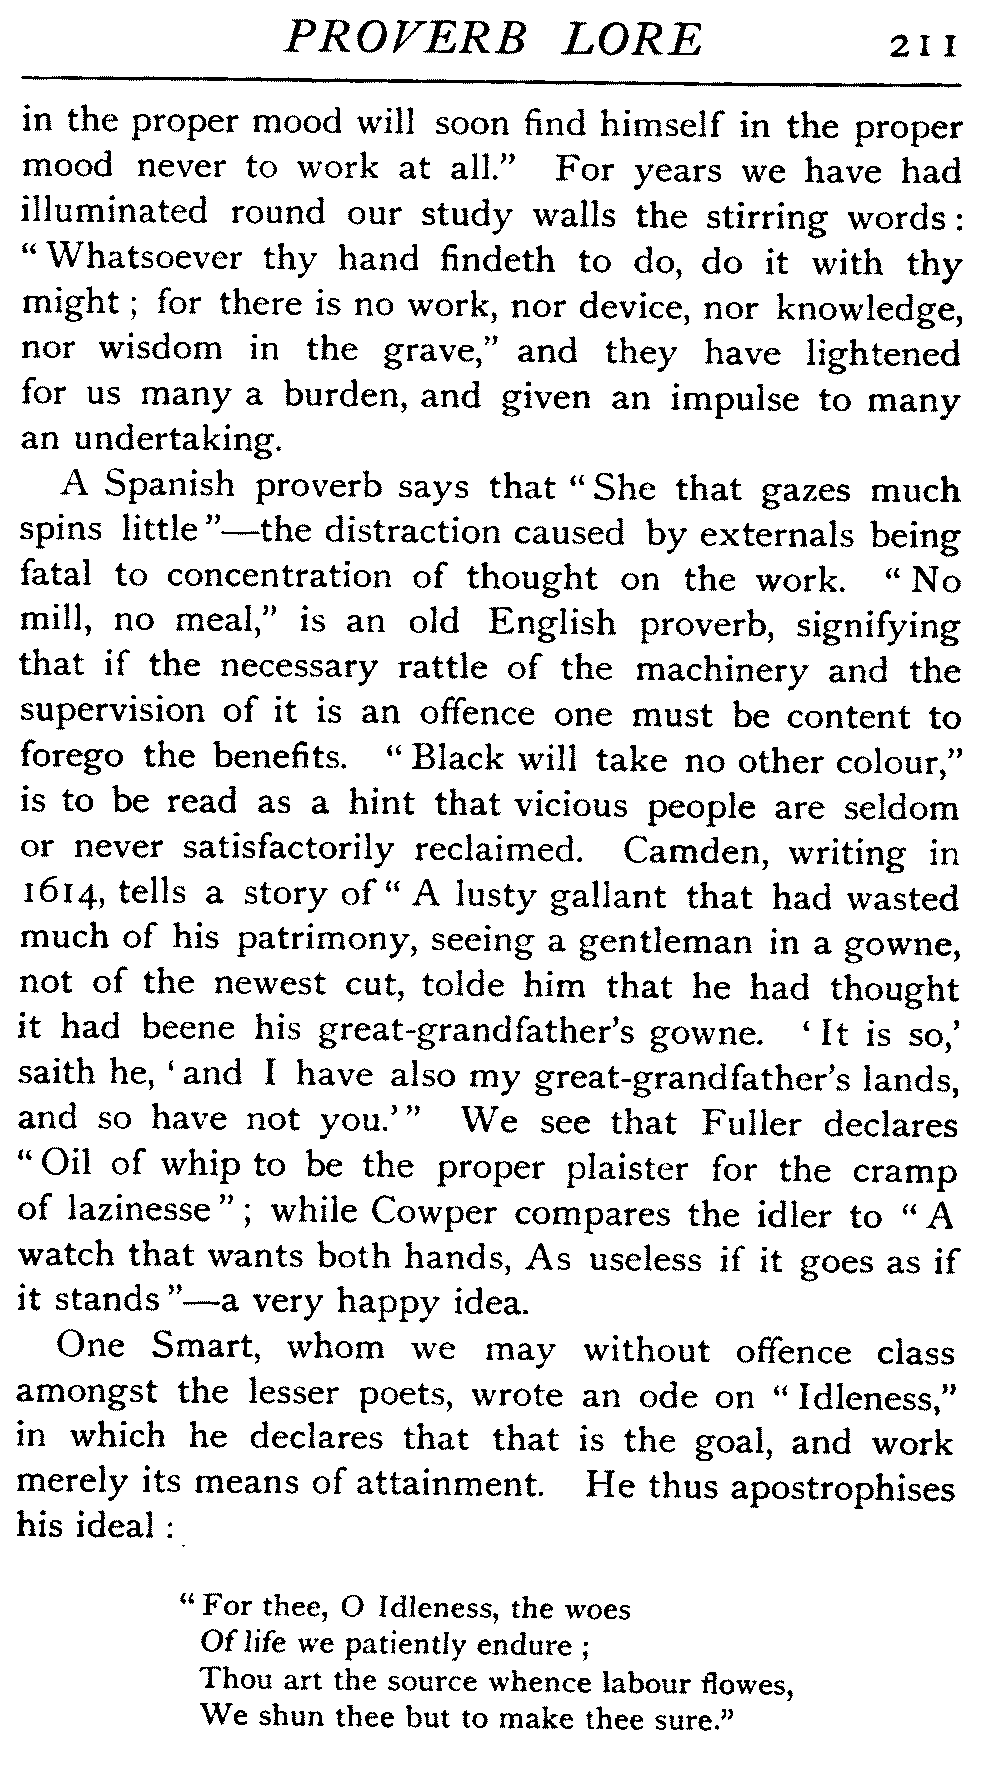 PROVERB LORE 211
in the proper mood will soon find himself in the proper
mood never to work at all.” For years we have had
illuminated round our study walls the stirring words :
“ Whatsoever thy hand findeth to do, do it with thy
might ; for there is no work, nor device, nor knowledge,
nor wisdom in the grave,” and they have lightened
for us many a burden, and given an impulse to many
an undertaking.
A Spanish proverb says that “ She that gazes much
spins little ”—the distraction caused by externals being
fatal to concentration of thought on the work. “ No
mill, no meal,” is an old English proverb, signifying
that if the necessary rattle of the machinery and the
supervision of it is an offence one must be content to
forego the benefits. “ Black will take no other colour,”
is to be read as a hint that vicious people are seldom
or never satisfactorily reclaimed. Camden, writing in
1614, tells a story of “ A lusty gallant that had wasted
much of his patrimony, seeing a gentleman in a gowne,
not of the newest cut, tolde him that he had thought
it had beene his great-grandfather’s gowne. ‘ It is so,’
saith he, ‘ and I have also my great-grandfather’s lands,
and so have not you.’ ” We see that Fuller declares
“ Oil of whip to be the proper plaister for the cramp
of lazinesse ” ; while Cowper compares the idler to “ A
watch that wants both hands, As useless if it goes as if
it stands ”—a very happy idea.
One Smart, whom we may without offence class
amongst the lesser poets, wrote an ode on “ Idleness,”
in which he declares that that is the goal, and work
merely its means of attainment. He thus apostrophises
his ideal :
“ For thee, O Idleness, the woes
Of life we patiently endure ;
Thou art the source whence labour flowes,
We shun thee but to make thee sure.”